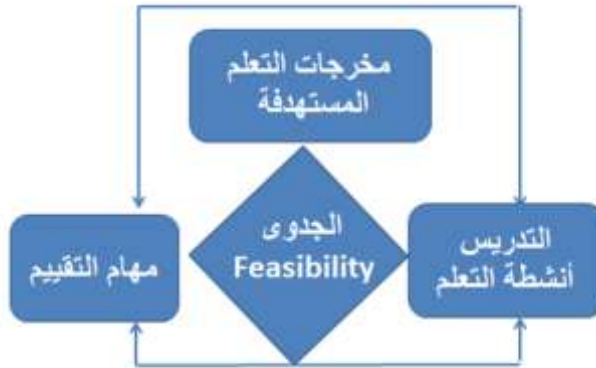 مخرجات التعلم
المستهدفة
التدريس
أنشطة التعلم
الجدوى
Feasibility
مهام التقييم